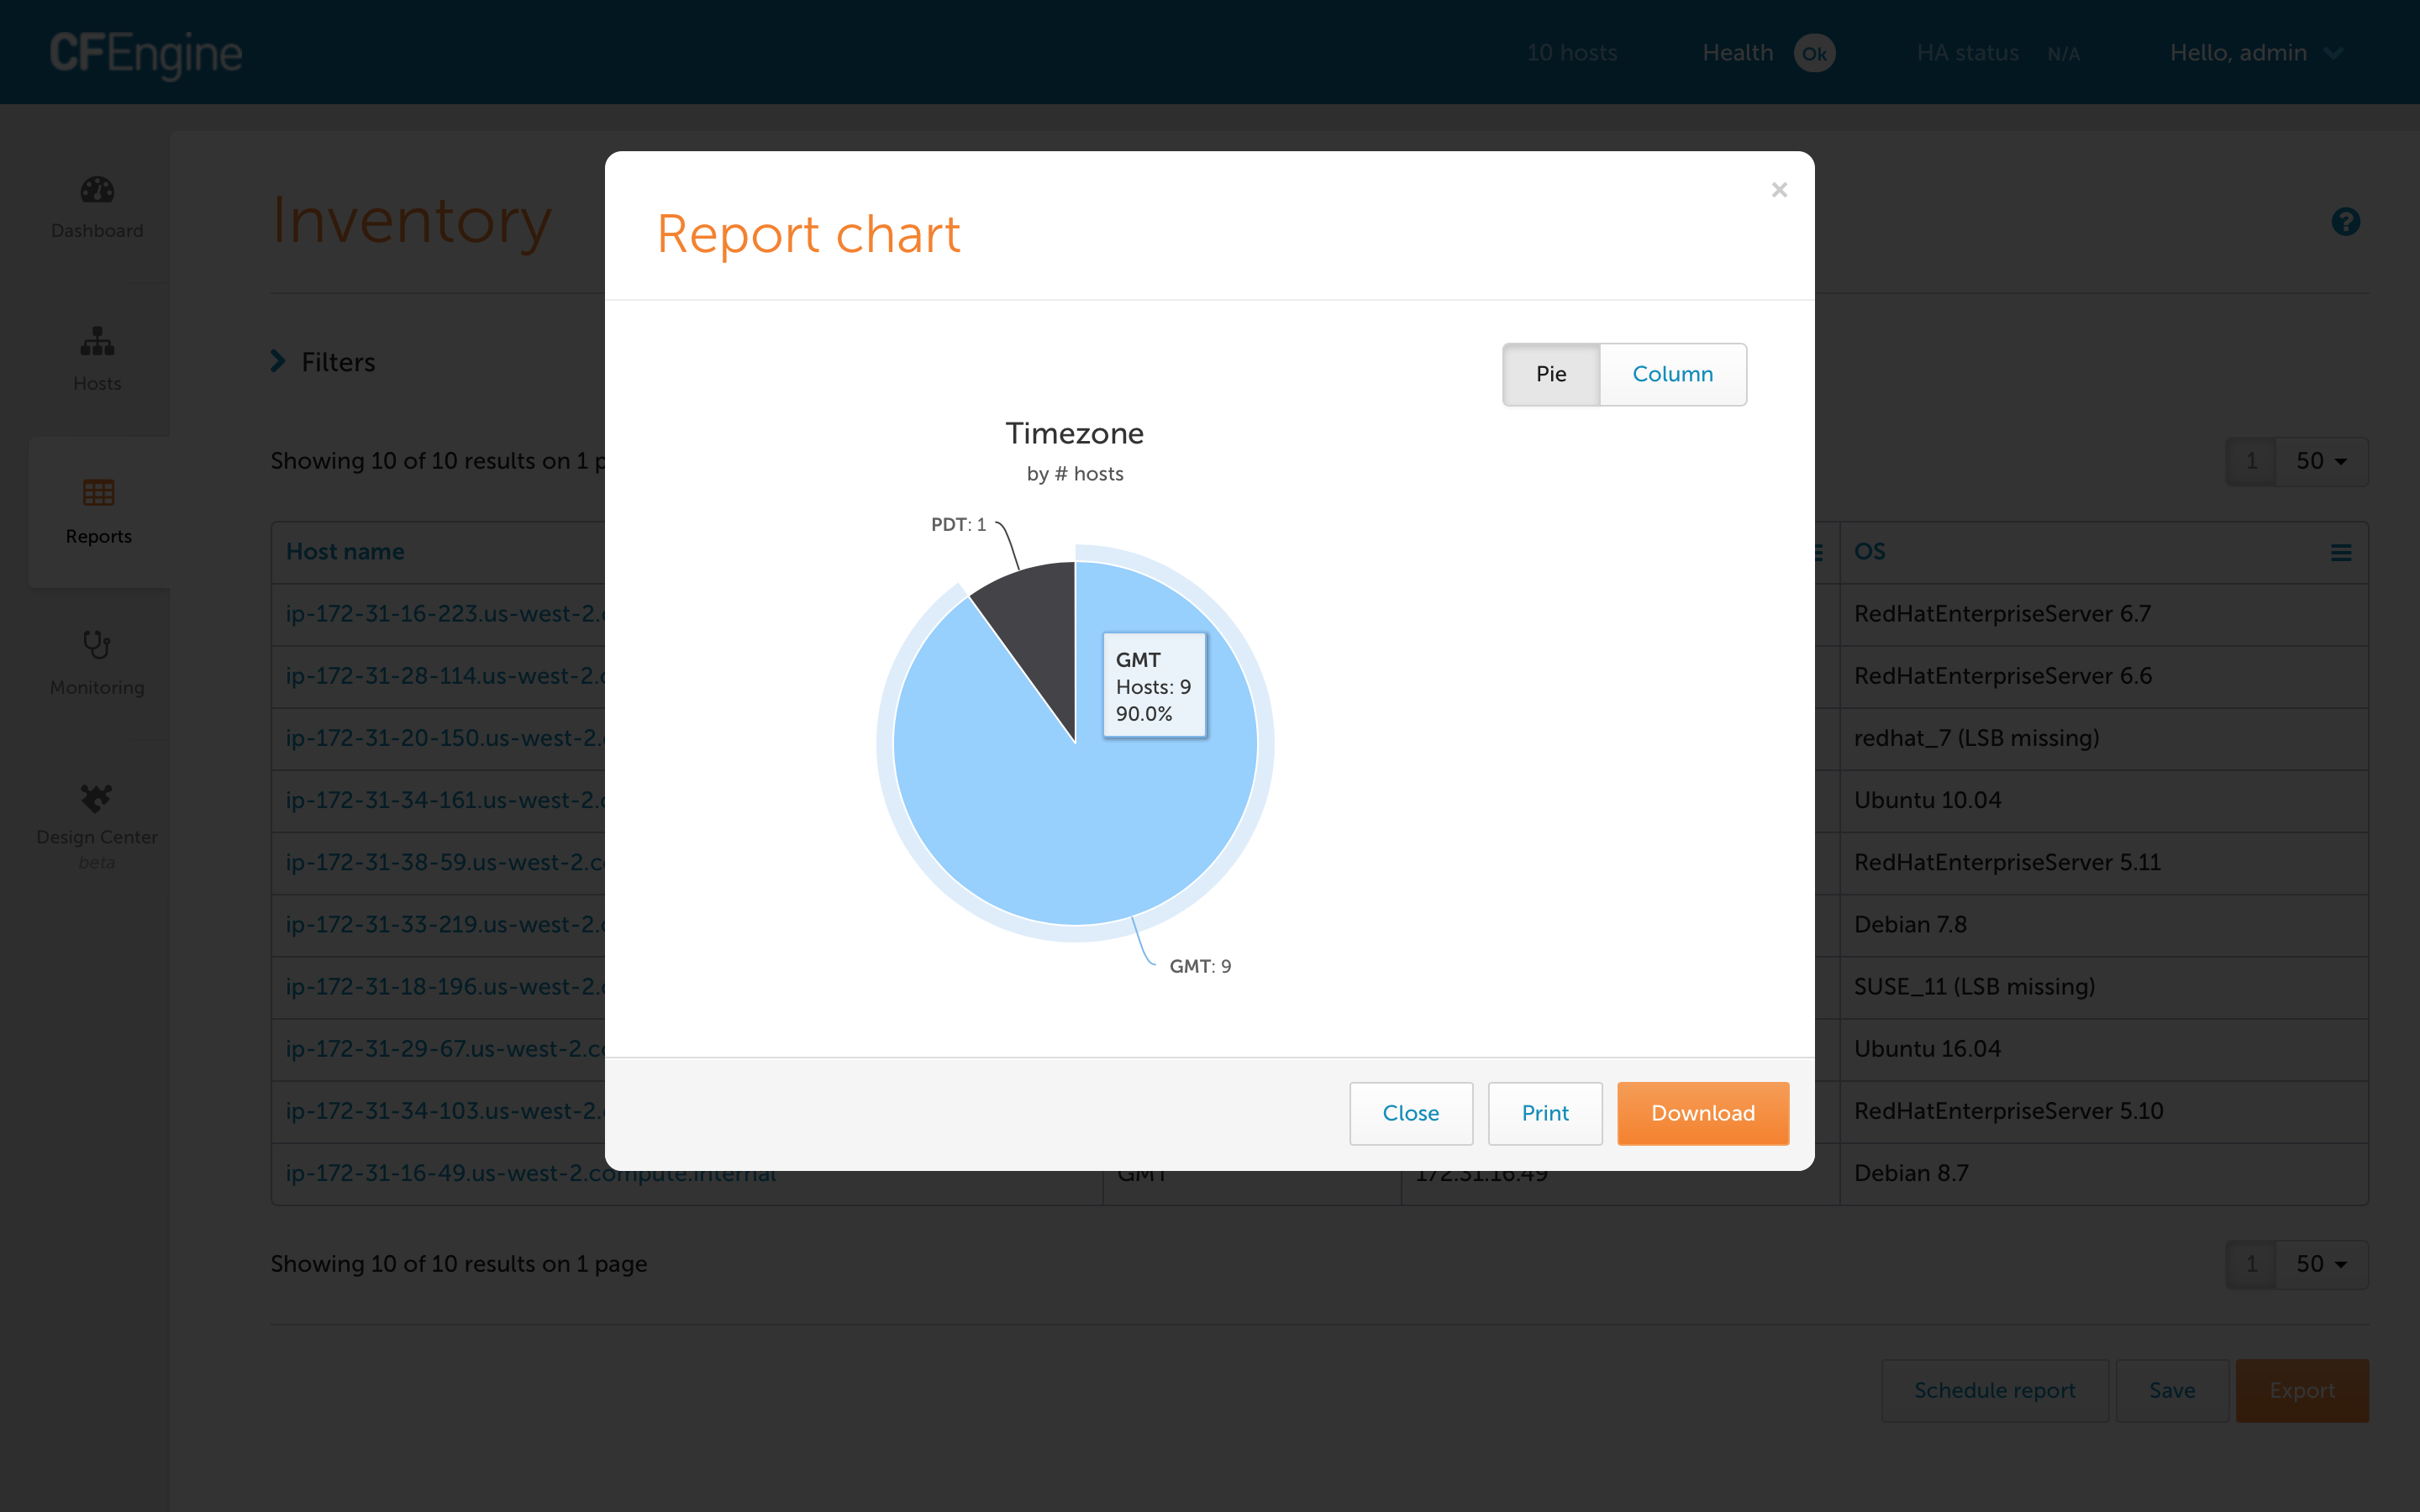 CFEngine
10 hosts
Health Ok
HA status N/A
Hello, admin
Dashboard
Hosts
Reports
Monitoring
Design Center
beta
Inventory
?
Filters
Showing 10 of 10 results on 1 p
1 50
Host name
OS
ip-172-31-16-223.us-west-2.
RedHatEnterpriseServer 6.7
ip-172-31-28-114.us-west-2.
RedHatEnterpriseServer 6.6
ip-172-31-20-150.us-west-2.
redhat_7 (LSB missing)
ip-172-31-34-161.us-west-2.
Ubuntu 10.04
ip-172-31-38-59.us-west-2.c
RedHatEnterpriseServer 5.11
ip-172-31-33-219.us-west-2.
Debian 7.8
ip-172-31-18-196.us-west-2.
SUSE_11 (LSB missing)
ip-172-31-29-67.us-west-2.c
Ubuntu 16.04
ip-172-31-34-103.us-west-2.
RedHatEnterpriseServer 5.10
ip-172-31-16-49.us-west-2.compute.internal
GMT
172.31.16.49
Debian 8.7
Showing 10 of 10 results on 1 page
1 50
Schedule report
Save
Export
Report chart
×
Pie
Column
Timezone
by # hosts
PDT: 1
GMT
Hosts: 9
90.0%
GMT: 9
Close
Print
Download